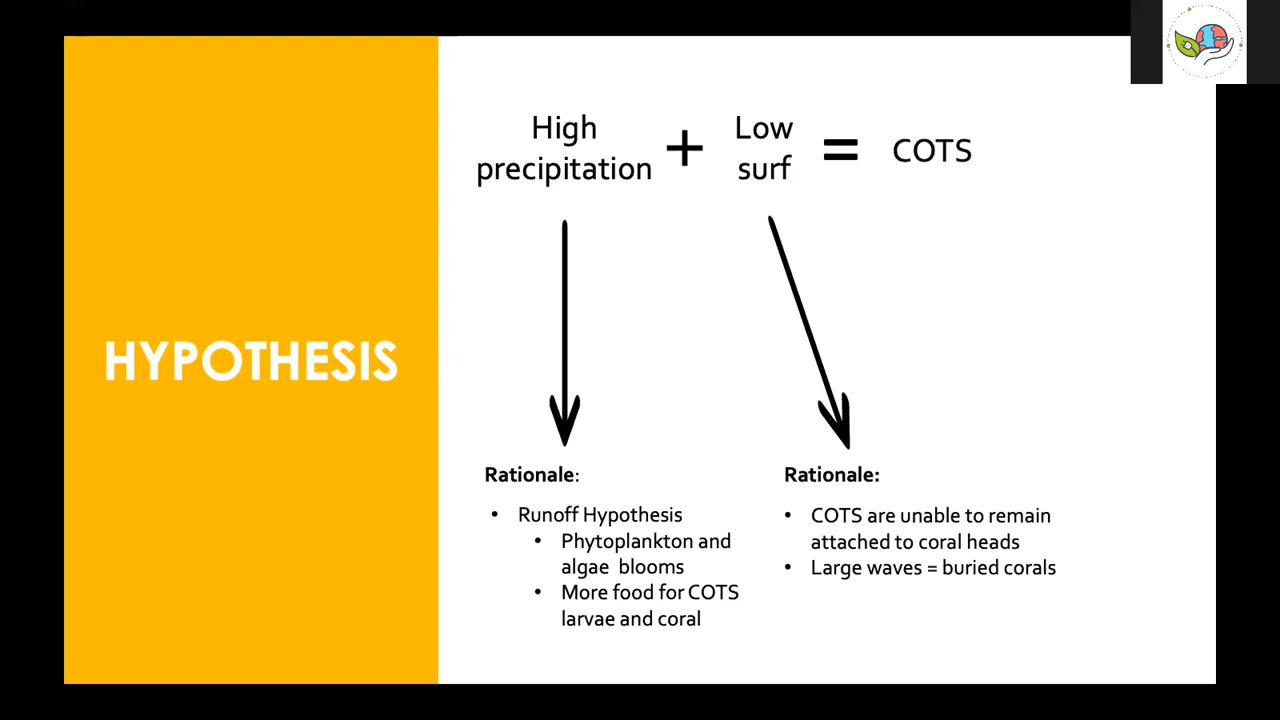 HYPOTHESIS
High
precipitation
+
Low
surf
=
COTS
Rationale:
• Runoff Hypothesis
• Phytoplankton and
algae blooms
• More food for COTS
larvae and coral
Rationale:
• COTS are unable to remain
attached to coral heads
• Large waves = buried corals